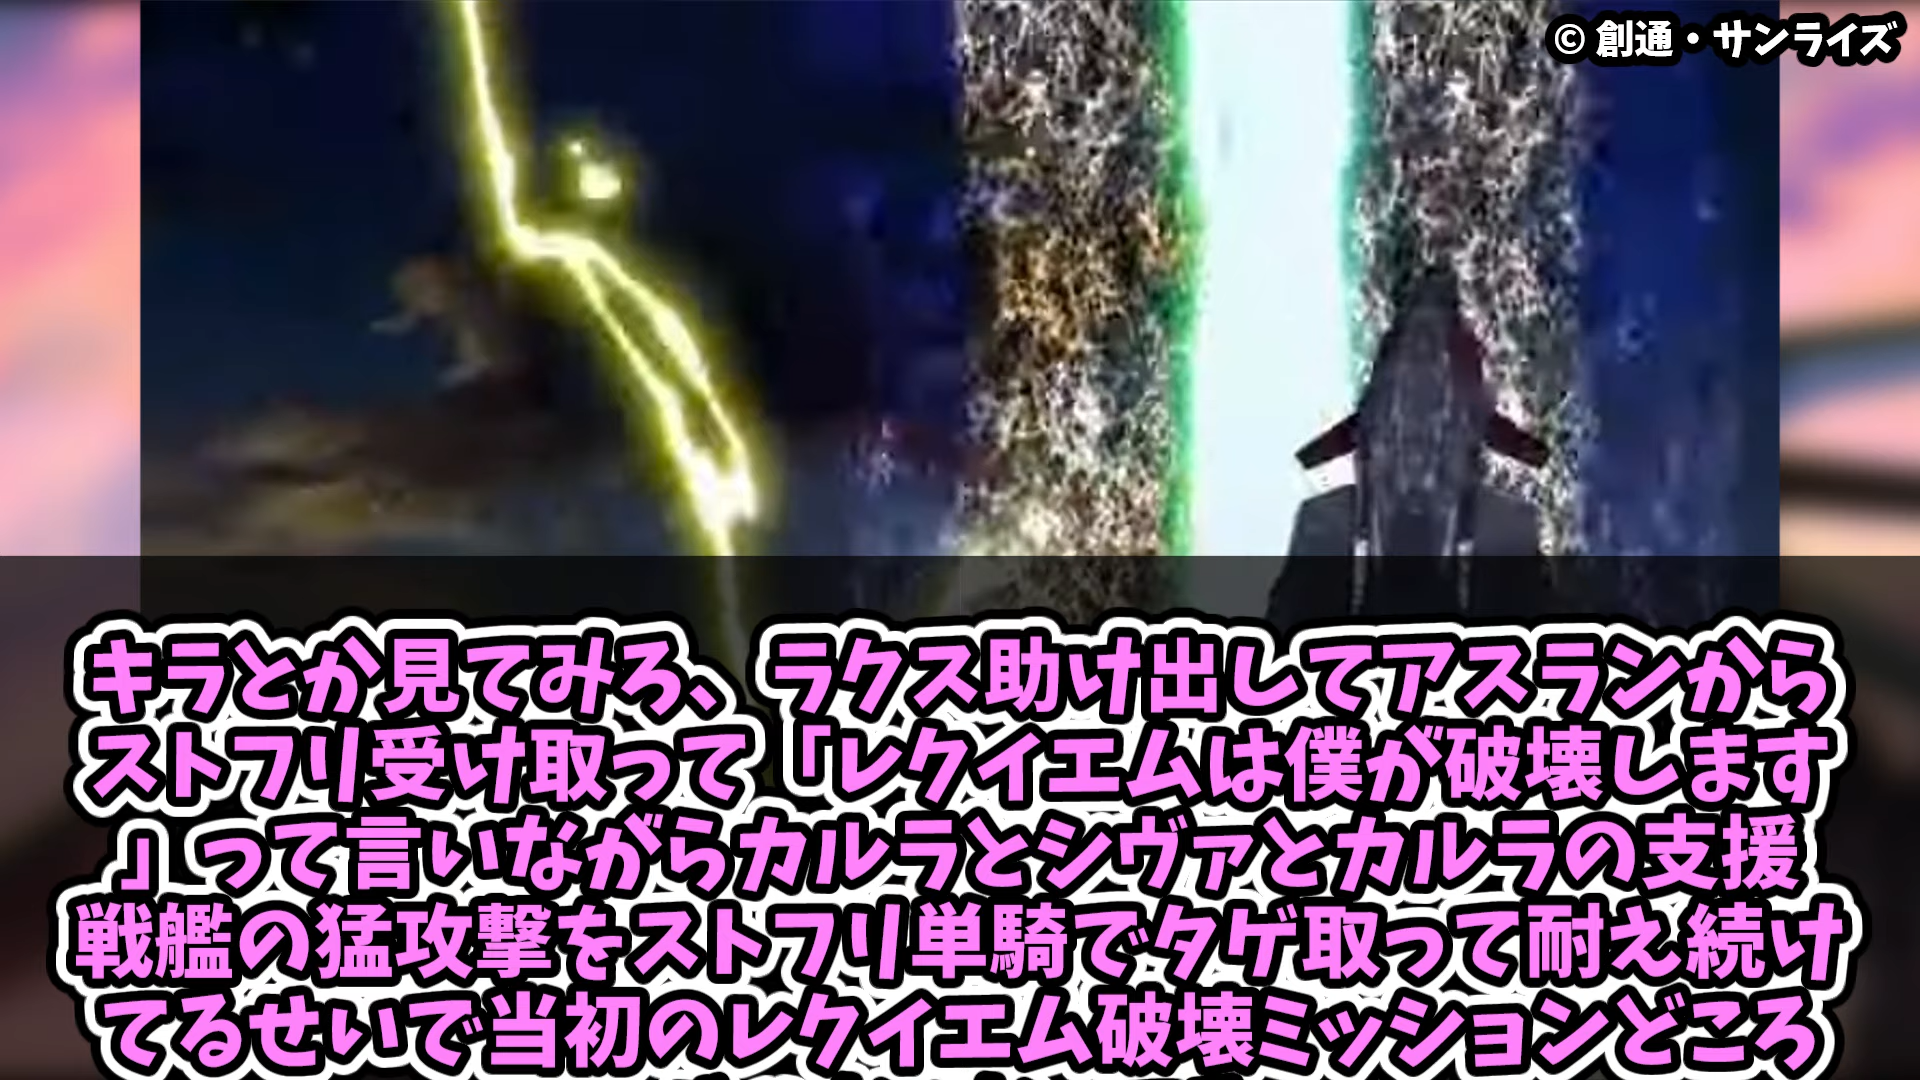 © 創通・サンライズ
キラとか見てみろ、ラクス助け出してアスランから
ストフリ受け取って「レクイエムは僕が破壊します
」って言いながらカルラとシヴァとカルラの支援
戦艦の猛攻撃をストフリ単騎でタゲ取って耐え続け
てるせいで当初のレクイエム破壊ミッションどころ